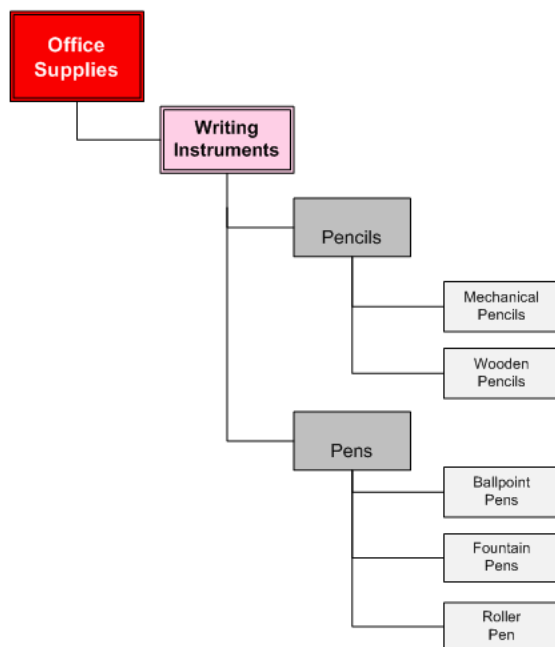 Office
Supplies
Writing
Instruments
Pencils
Mechanical
Pencils
Wooden
Pencils
Pens
Ballpoint
Pens
Fountain
Pens
Roller
Pen